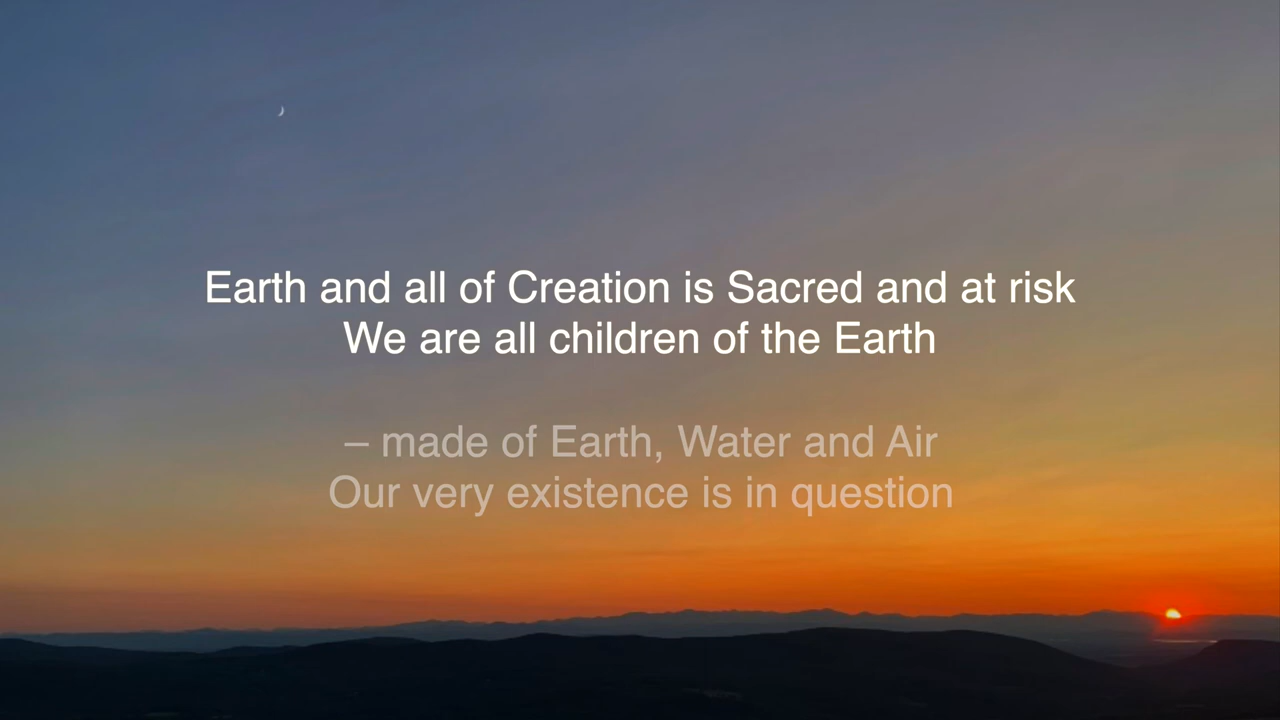 Earth and all of Creation is Sacred and at risk
We are all children of the Earth
– made of Earth, Water and Air
Our very existence is in question